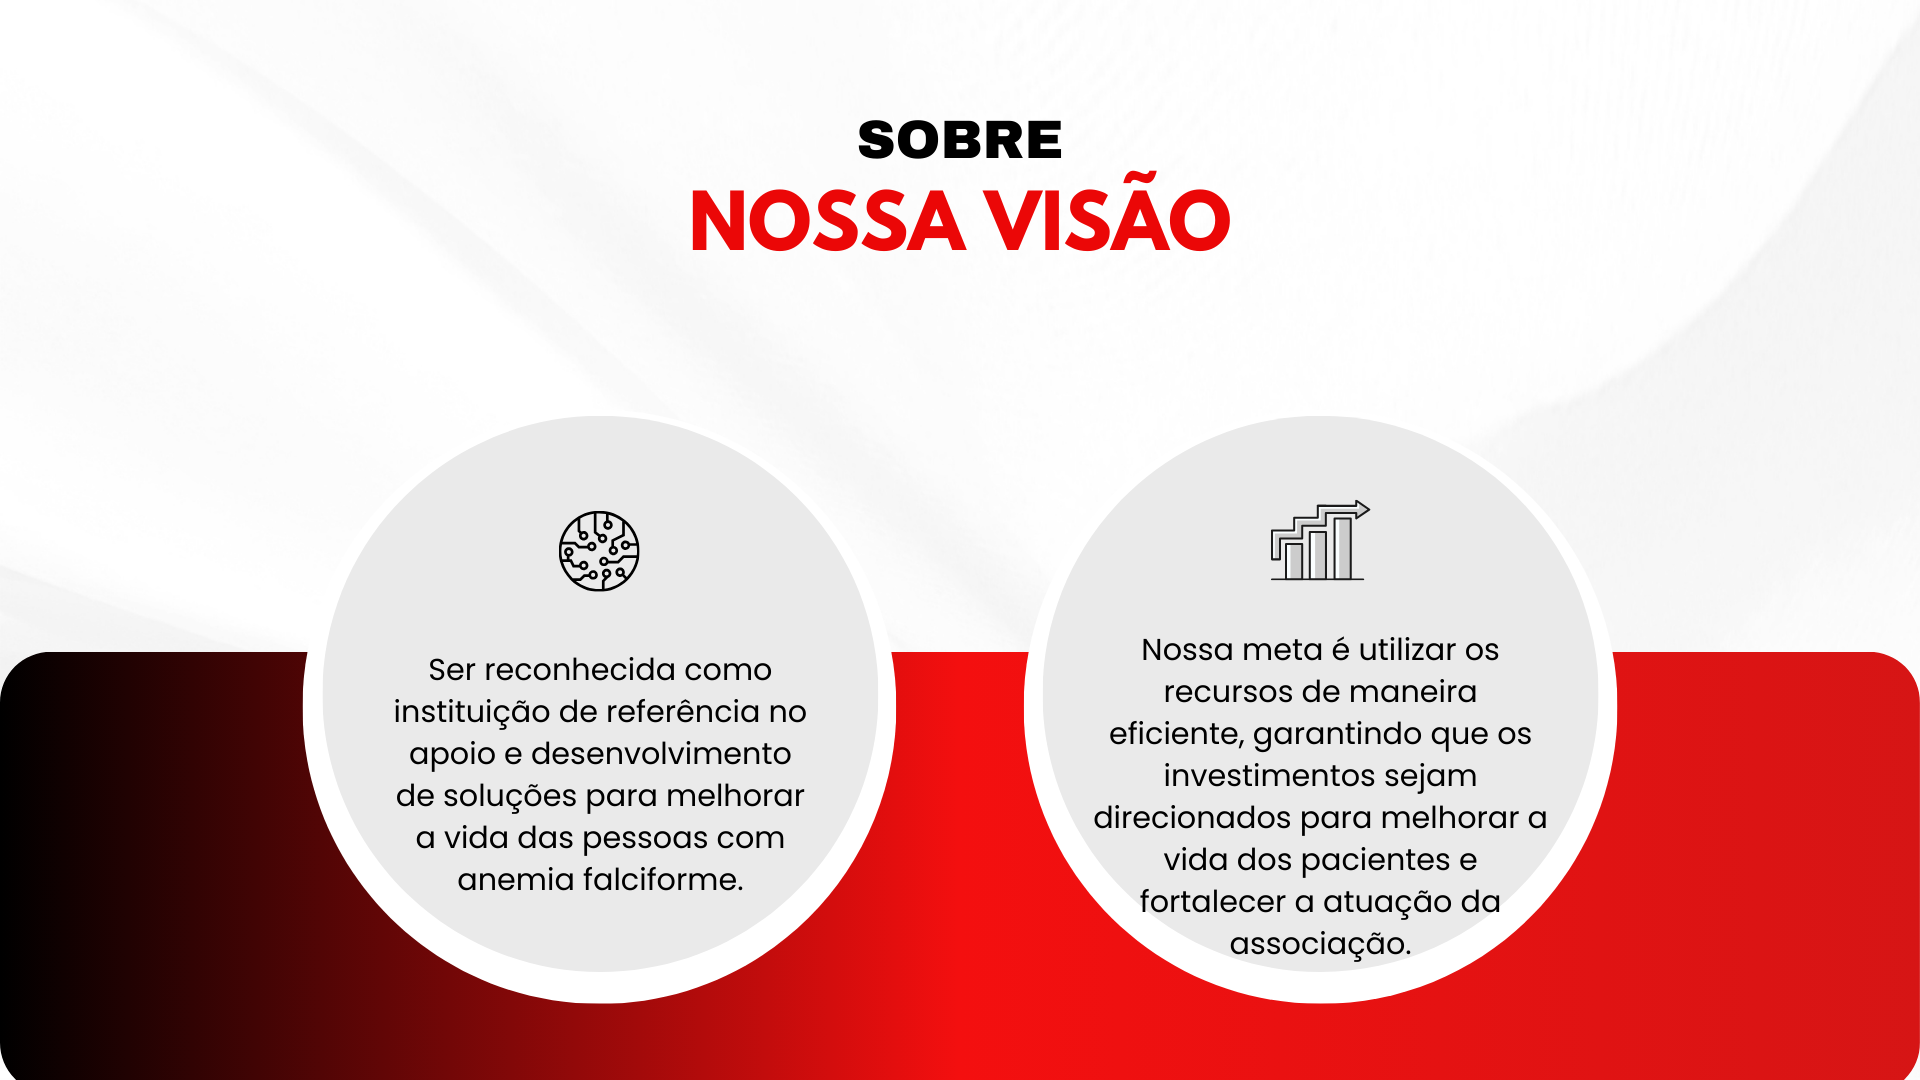 SOBRE
NOSSA VISÃO
Ser reconhecida como
instituição de referência no
apoio e desenvolvimento
de soluções para melhorar
a vida das pessoas com
anemia falciforme.
Nossa meta é utilizar os
recursos de maneira
eficiente, garantindo que os
investimentos sejam
direcionados para melhorar a
vida dos pacientes e
fortalecer a atuação da
associação.